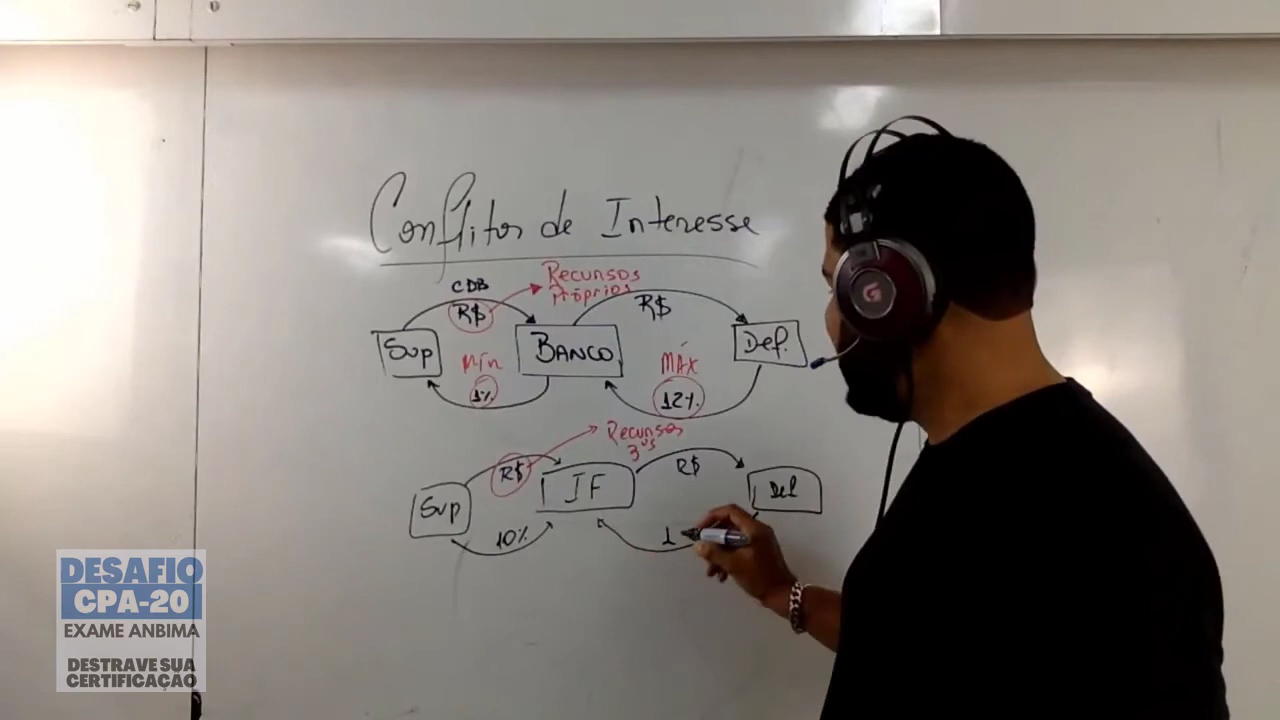 Conflitos de Interesse
CDB
Recursos
Próprios
R$
R$
Sup
BANCO
Def.
Mín
MÁX
1%
12%
Recursos
3ºs
R$
R$
Sup
IF
Def
10%
1
DESAFIO
CPA-20
EXAME ANBIMA
DESTRAVE SUA
CERTIFICAÇÃO